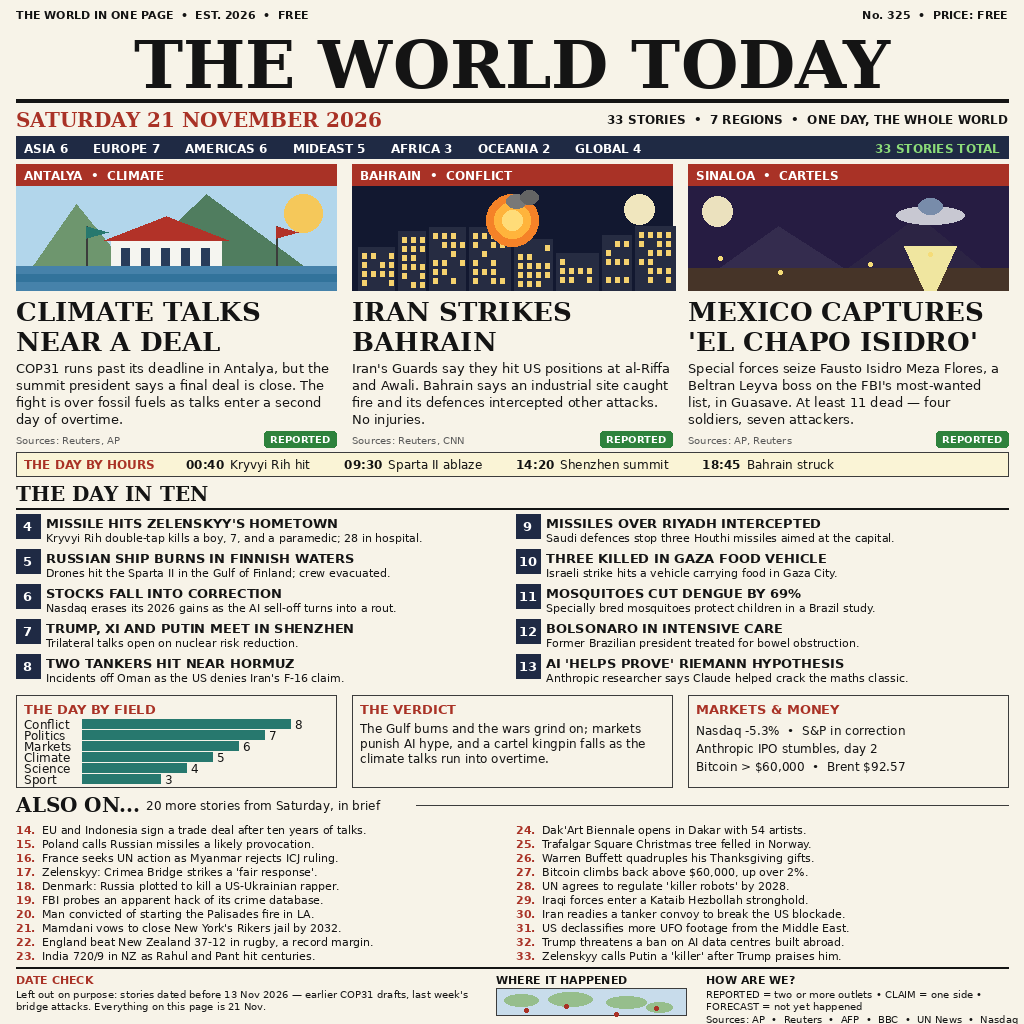 THE WORLD IN ONE PAGE • EST. 2026 • FREE
No. 325 • PRICE: FREE
THE WORLD TODAY
SATURDAY 21 NOVEMBER 2026
33 STORIES • 7 REGIONS • ONE DAY, THE WHOLE WORLD
ASIA 6 EUROPE 7 AMERICAS 6 MIDEAST 5 AFRICA 3 OCEANIA 2 GLOBAL 4
33 STORIES TOTAL
ANTALYA • CLIMATE
CLIMATE TALKS
NEAR A DEAL
COP31 runs past its deadline in Antalya, but the
summit president says a final deal is close. The
fight is over fossil fuels as talks enter a second
day of overtime.
Sources: Reuters, AP
REPORTED
BAHRAIN • CONFLICT
IRAN STRIKES
BAHRAIN
Iran's Guards say they hit US positions at al-Riffa
and Awali. Bahrain says an industrial site caught
fire and its defences intercepted other attacks.
No injuries.
Sources: Reuters, CNN
REPORTED
SINALOA • CARTELS
MEXICO CAPTURES
'EL CHAPO ISIDRO'
Special forces seize Fausto Isidro Meza Flores, a
Beltran Leyva boss on the FBI's most-wanted
list, in Guasave. At least 11 dead — four
soldiers, seven attackers.
Sources: AP, Reuters
REPORTED
THE DAY BY HOURS 00:40 Kryvyi Rih hit 09:30 Sparta II ablaze 14:20 Shenzhen summit 18:45 Bahrain struck
THE DAY IN TEN
4 MISSILE HITS ZELENSKYY'S HOMETOWN
Kryvyi Rih double-tap kills a boy, 7, and a paramedic; 28 in hospital.
5 RUSSIAN SHIP BURNS IN FINNISH WATERS
Drones hit the Sparta II in the Gulf of Finland; crew evacuated.
6 STOCKS FALL INTO CORRECTION
Nasdaq erases its 2026 gains as the AI sell-off turns into a rout.
7 TRUMP, XI AND PUTIN MEET IN SHENZHEN
Trilateral talks open on nuclear risk reduction.
8 TWO TANKERS HIT NEAR HORMUZ
Incidents off Oman as the US denies Iran's F-16 claim.
9 MISSILES OVER RIYADH INTERCEPTED
Saudi defences stop three Houthi missiles aimed at the capital.
10 THREE KILLED IN GAZA FOOD VEHICLE
Israeli strike hits a vehicle carrying food in Gaza City.
11 MOSQUITOES CUT DENGUE BY 69%
Specially bred mosquitoes protect children in a Brazil study.
12 BOLSONARO IN INTENSIVE CARE
Former Brazilian president treated for bowel obstruction.
13 AI 'HELPS PROVE' RIEMANN HYPOTHESIS
Anthropic researcher says Claude helped crack the maths classic.
THE DAY BY FIELD
Conflict 8
Politics 7
Markets 6
Climate 5
Science 4
Sport 3
THE VERDICT
The Gulf burns and the wars grind on; markets
punish AI hype, and a cartel kingpin falls as the
climate talks run into overtime.
MARKETS & MONEY
Nasdaq -5.3% • S&P in correction
Anthropic IPO stumbles, day 2
Bitcoin > $60,000 • Brent $92.57
ALSO ON... 20 more stories from Saturday, in brief
14. EU and Indonesia sign a trade deal after ten years of talks.
15. Poland calls Russian missiles a likely provocation.
16. France seeks UN action as Myanmar rejects ICJ ruling.
17. Zelenskyy: Crimea Bridge strikes a 'fair response'.
18. Denmark: Russia plotted to kill a US-Ukrainian rapper.
19. FBI probes an apparent hack of its crime database.
20. Man convicted of starting the Palisades fire in LA.
21. Mamdani vows to close New York's Rikers jail by 2032.
22. England beat New Zealand 37-12 in rugby, a record margin.
23. India 720/9 in NZ as Rahul and Pant hit centuries.
24. Dak'Art Biennale opens in Dakar with 54 artists.
25. Trafalgar Square Christmas tree felled in Norway.
26. Warren Buffett quadruples his Thanksgiving gifts.
27. Bitcoin climbs back above $60,000, up over 2%.
28. UN agrees to regulate 'killer robots' by 2028.
29. Iraqi forces enter a Kataib Hezbollah stronghold.
30. Iran readies a tanker convoy to break the US blockade.
31. US declassifies more UFO footage from the Middle East.
32. Trump threatens a ban on AI data centres built abroad.
33. Zelenskyy calls Putin a 'killer' after Trump praises him.
DATE CHECK
Left out on purpose: stories dated before 13 Nov 2026 — earlier COP31 drafts, last week's
bridge attacks. Everything on this page is 21 Nov.
WHERE IT HAPPENED
HOW ARE WE?
REPORTED = two or more outlets • CLAIM = one side •
FORECAST = not yet happened
Sources: AP • Reuters • AFP • BBC • UN News • Nasdaq